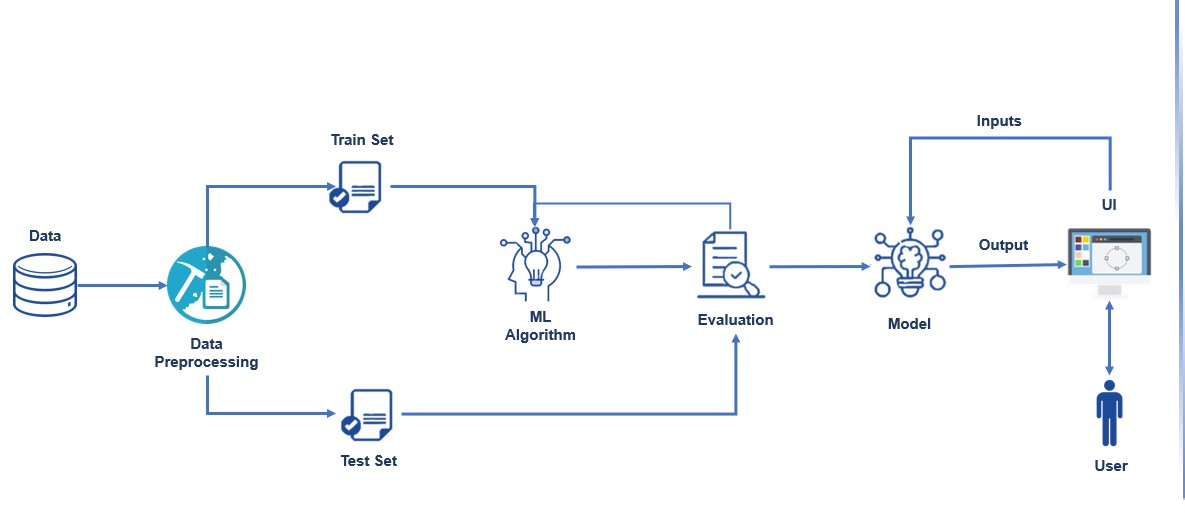 Data
Data
Preprocessing
Train Set
Test Set
ML
Algorithm
Evaluation
Model
Inputs
Output
UI
User